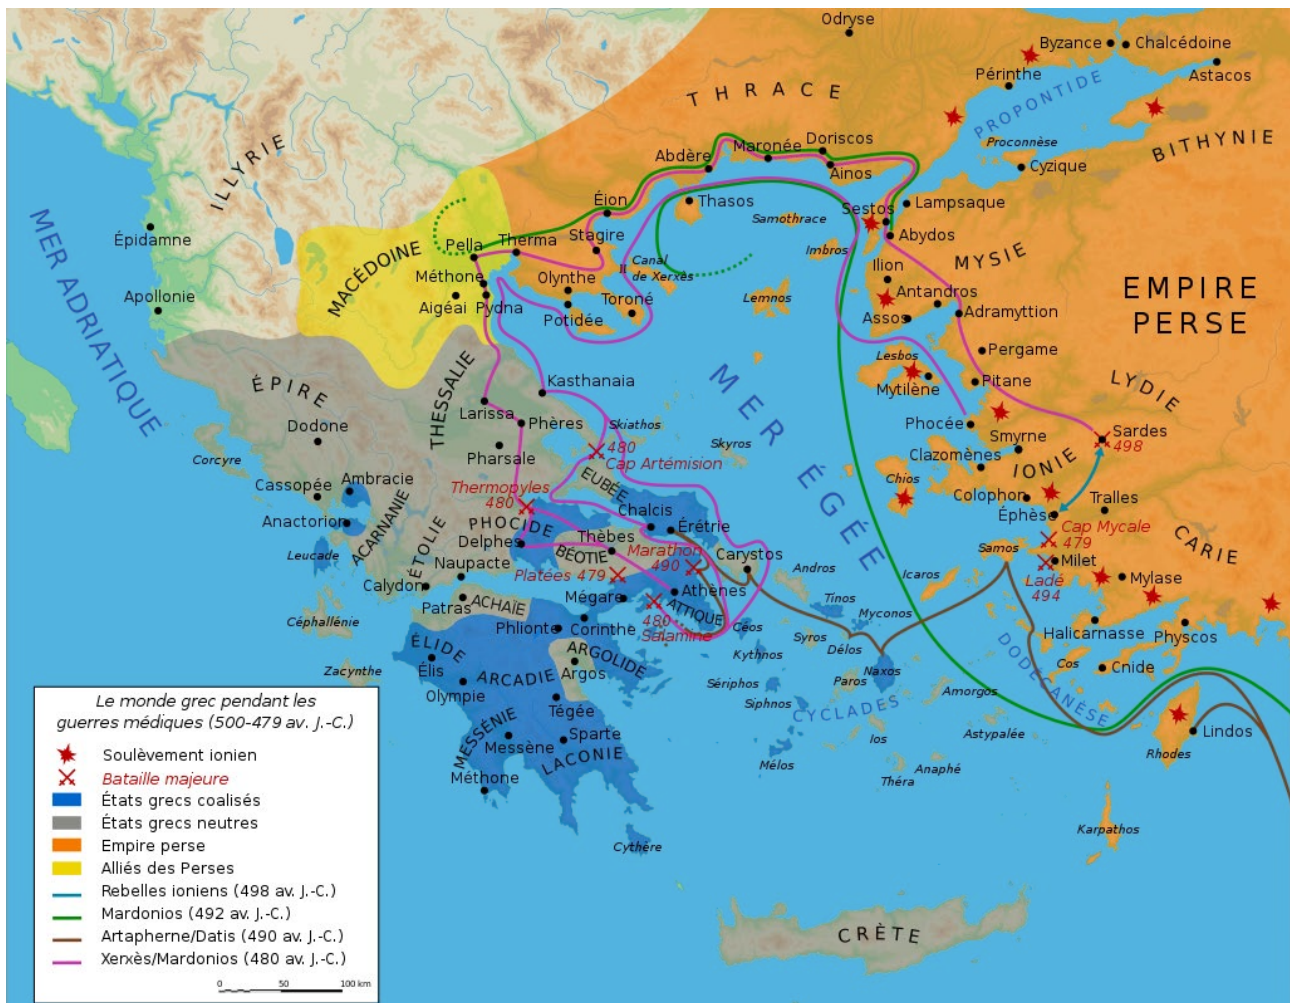 Odryse
Byzance
Chalcédoine
Périnthe
Astacos
PROPONTIDE
THRACE
Proconnèse
BITHYNIE
Cyzique
Doriscos
Maronée
Abdère
Ainos
ILLYRIE
MER ADRIATIQUE
Épidamne
Apollonie
MACÉDOINE
Éion
Thasos
Samothrace
Sestos
Lampsaque
Abydos
Imbros
Pella
Therma
Stagire
Canal
de Xerxès
Olynthe
Méthone
Aigéai
Pydna
Toroné
Potidée
Lemnos
Ilion
MYSIE
Antandros
Assos
Adramyttion
EMPIRE
PERSE
Lesbos
Mytilène
Pergame
Pitane
LYDIE
ÉPIRE
THESSALIE
Kasthanaia
Larissa
Phères
Skiathos
Dodone
Corcyre
Pharsale
480
Cap Artémision
Skyros
MER ÉGÉE
Phocée
Smyrne
Sardes
498
Clazomènes
IONIE
Chios
Colophon
Tralles
Éphèse
Cap Mycale
479
CARIE
Cassopée
Ambracie
Anactorion
Thermopyles
480
EUBÉE
Leucade
ACARNANIE
ÉTOLIE
PHOCIDE
Chalcis
Érétrie
Delphes
Thèbes
BÉOTIE
Marathon
490
Carystos
Samos
Milet
Ladé
494
Mylase
Icaros
Naupacte
Calydon
Platées 479
Andros
Patras
ACHAÏE
Mégare
Athènes
ATTIQUE
480
Salamine
Tinos
Myconos
Halicarnasse
Physcos
Céphallénie
Phlionte
Corinthe
Céos
Syros
Délos
Kythnos
DODÉCANÈSE
Cos
Cnide
Zacynthe
ÉLIDE
Élis
ARGOLIDE
Argos
Olympie
ARCADIE
Sériphos
Paros
Naxos
Amorgos
Siphnos
CYCLADES
Tégée
MESSÉNIE
Messène
Sparte
LACONIE
Ios
Astypalée
Lindos
Rhodes
Mélos
Anaphé
Théra
Méthone
Cythère
Karpathos
CRÈTE
Le monde grec pendant les
guerres médiques (500-479 av. J.-C.)
Soulèvement ionien
Bataille majeure
États grecs coalisés
États grecs neutres
Empire perse
Alliés des Perses
Rebelles ioniens (498 av. J.-C.)
Mardonios (492 av. J.-C.)
Artapherne/Datis (490 av. J.-C.)
Xerxès/Mardonios (480 av. J.-C.)
0 50 100 km